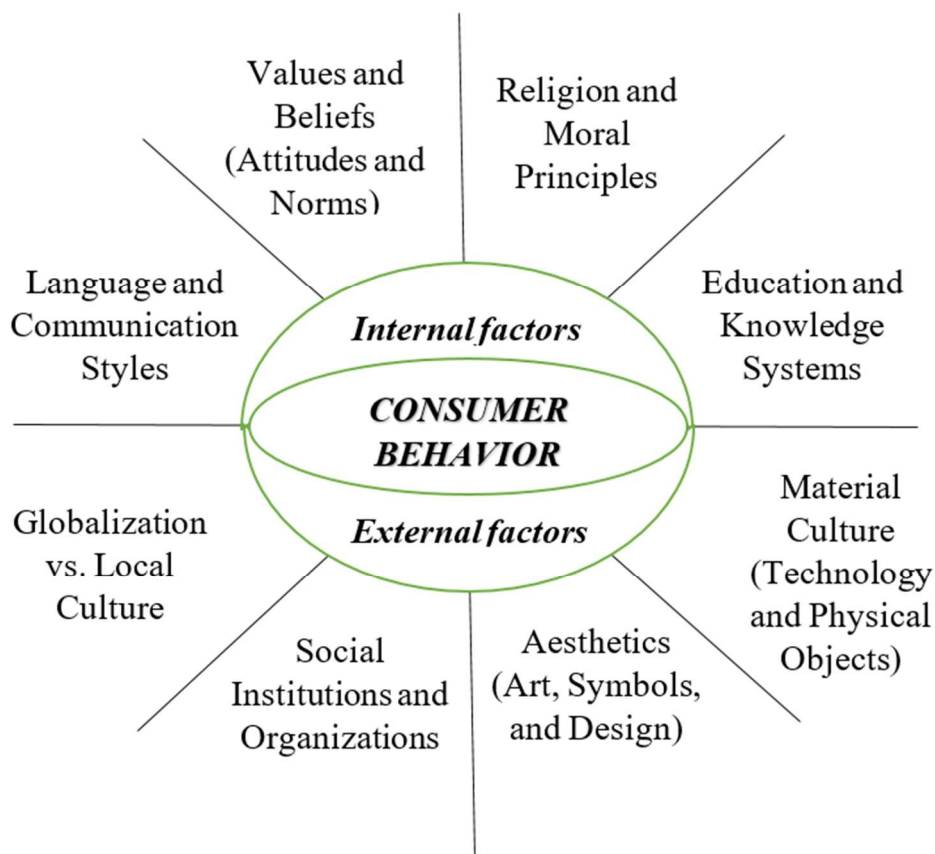 Values and
Beliefs
(Attitudes and
Norms)
Religion and
Moral
Principles
Language and
Communication
Styles
Education and
Knowledge
Systems
Internal factors
CONSUMER
BEHAVIOR
External factors
Globalization
vs. Local
Culture
Material
Culture
(Technology
and Physical
Objects)
Social
Institutions and
Organizations
Aesthetics
(Art, Symbols,
and Design)